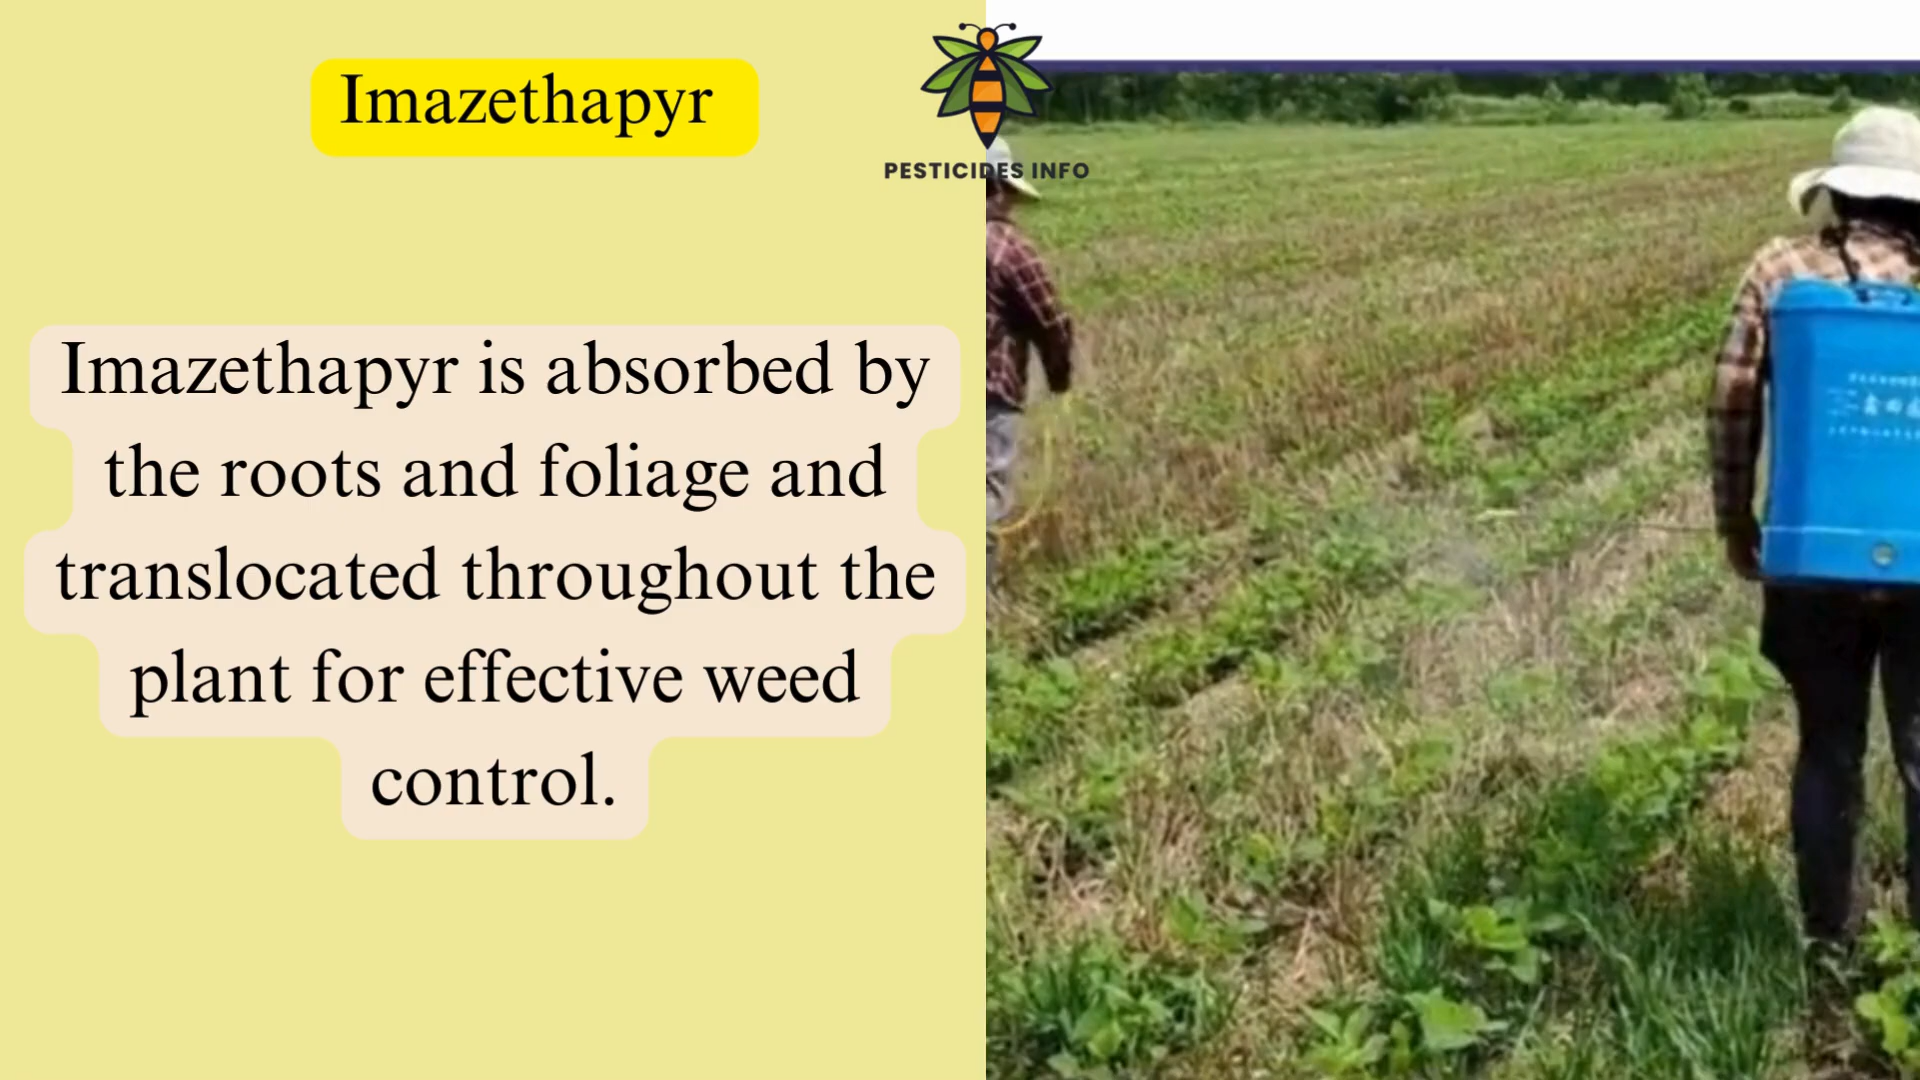 Imazethapyr
PESTICIDES INFO
Imazethapyr is absorbed by
the roots and foliage and
translocated throughout the
plant for effective weed
control.